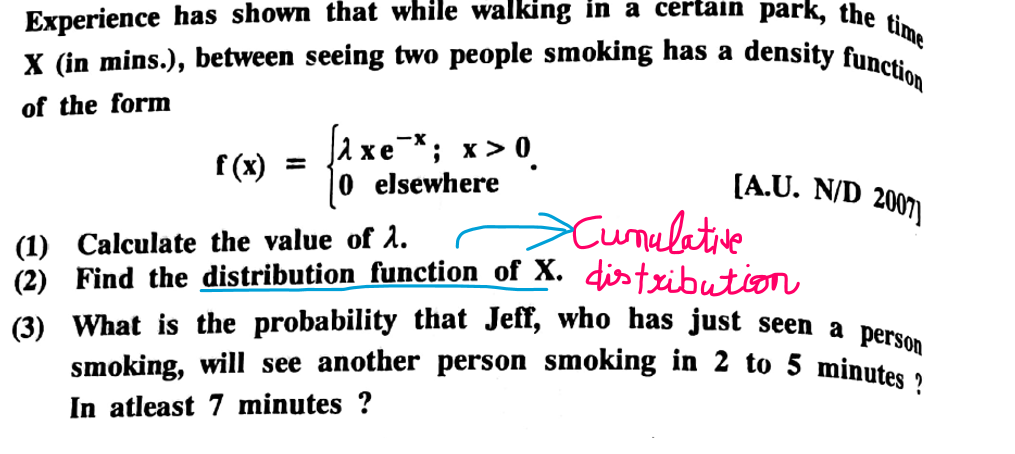 Experience has shown that while walking in a certain park, the time
X (in mins.), between seeing two people smoking has a density function
of the form
f (x) = { λ x e^{-x} ; x > 0
0 elsewhere .
[A.U. N/D 2007]
(1) Calculate the value of λ.
Cumulative
(2) Find the distribution function of X.
distribution
(3) What is the probability that Jeff, who has just seen a person
smoking, will see another person smoking in 2 to 5 minutes ?
In atleast 7 minutes ?